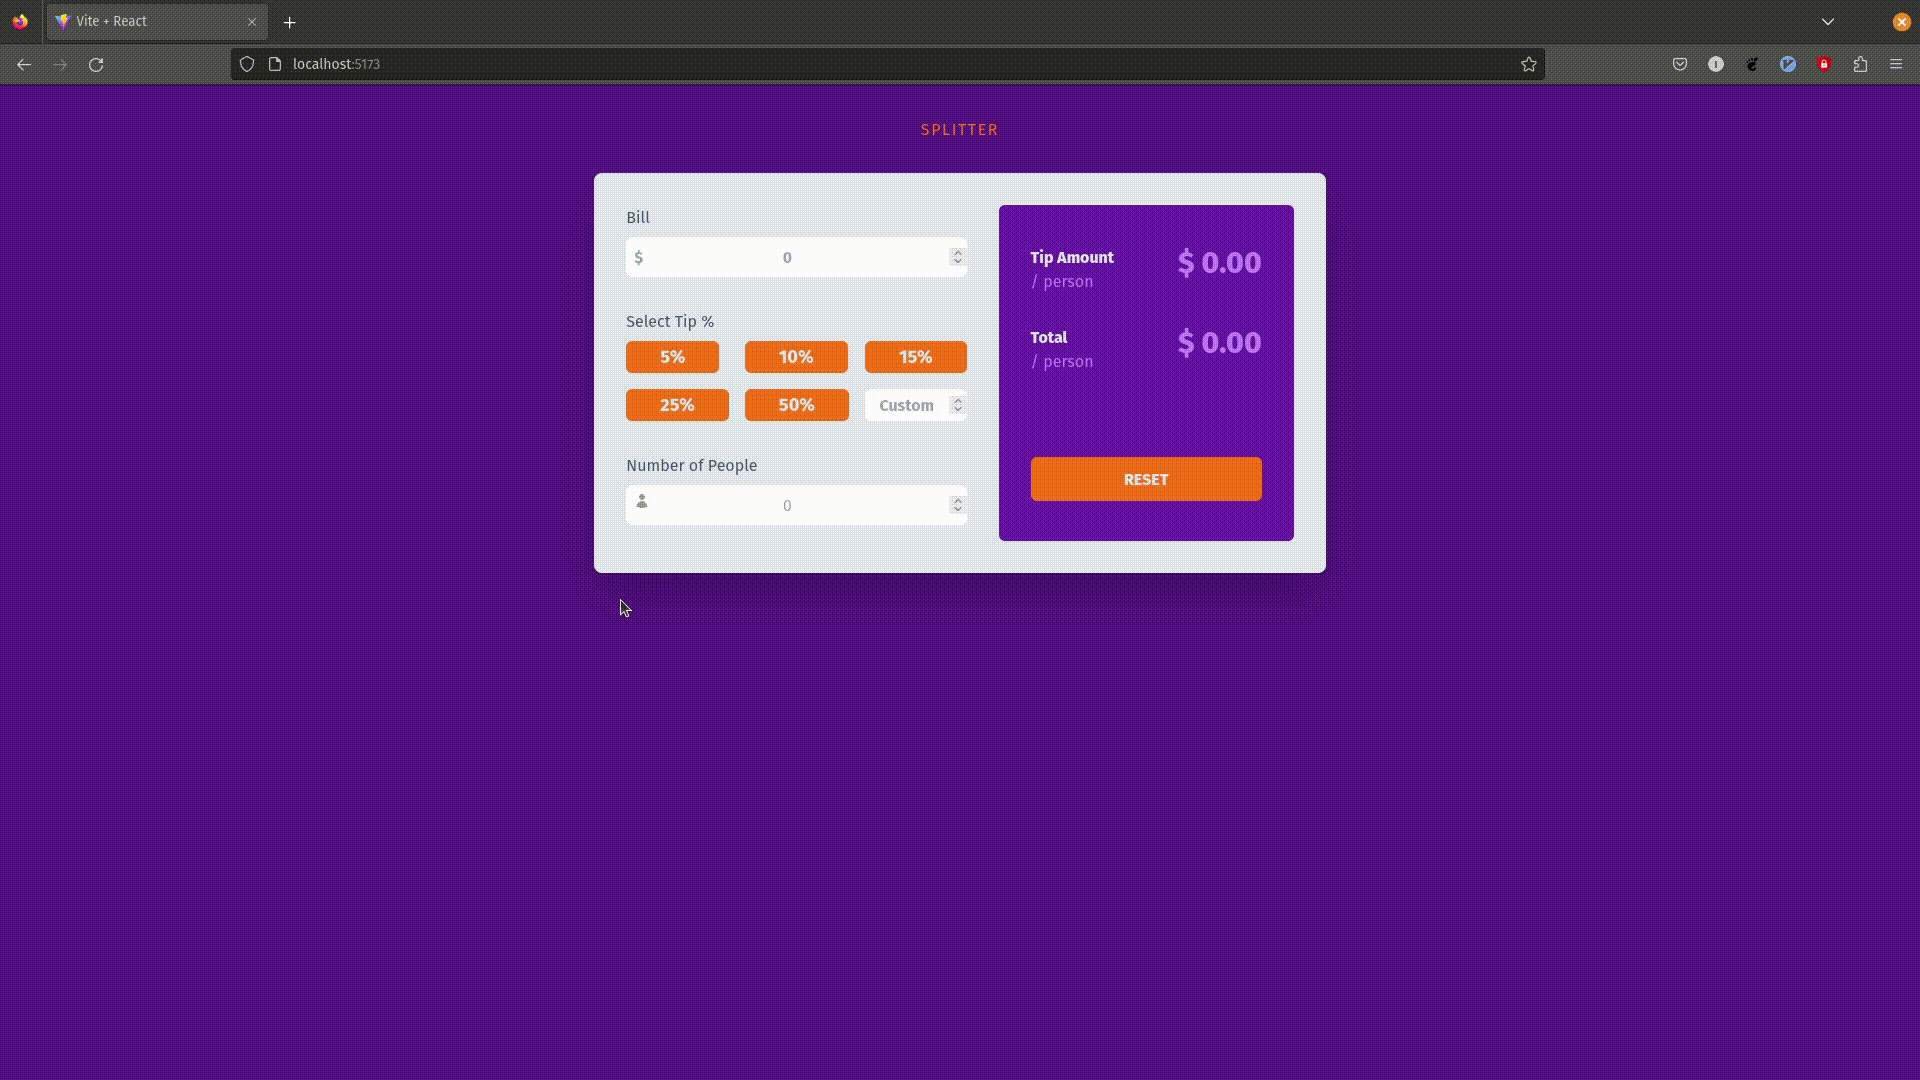 Vite + React
localhost:5173
SPLITTER
Bill
$ 0
Select Tip %
5% 10% 15%
25% 50% Custom
Number of People
0
Tip Amount $ 0.00
/ person
Total $ 0.00
/ person
RESET